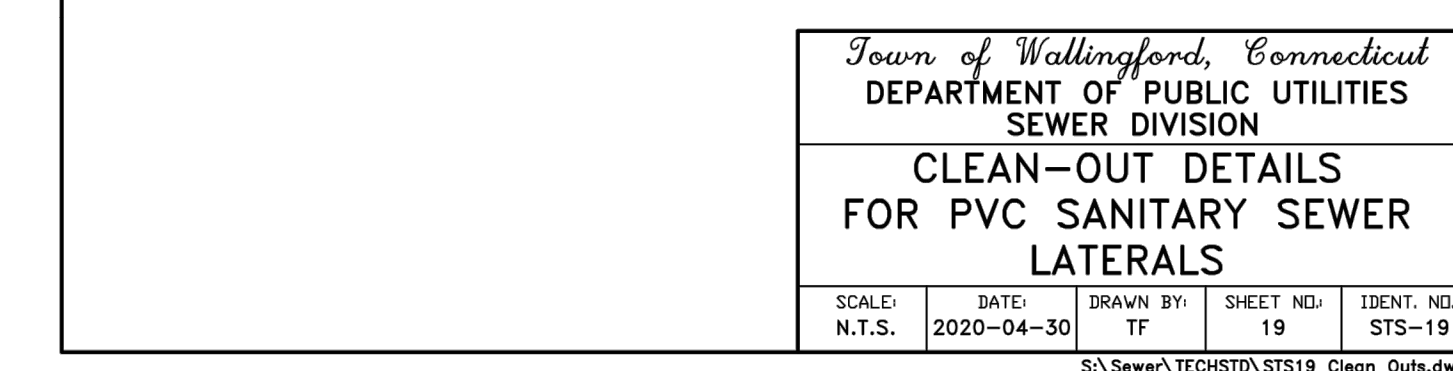 Town of Wallingford, Connecticut
DEPARTMENT OF PUBLIC UTILITIES
SEWER DIVISION
CLEAN-OUT DETAILS
FOR PVC SANITARY SEWER
LATERALS
SCALE: DATE: DRAWN BY: SHEET NO.: IDENT. NO.
N.T.S. 2020-04-30 TF 19 STS-19
S:\Sewer\TECHSTD\STS19_Clean_Outs.dw